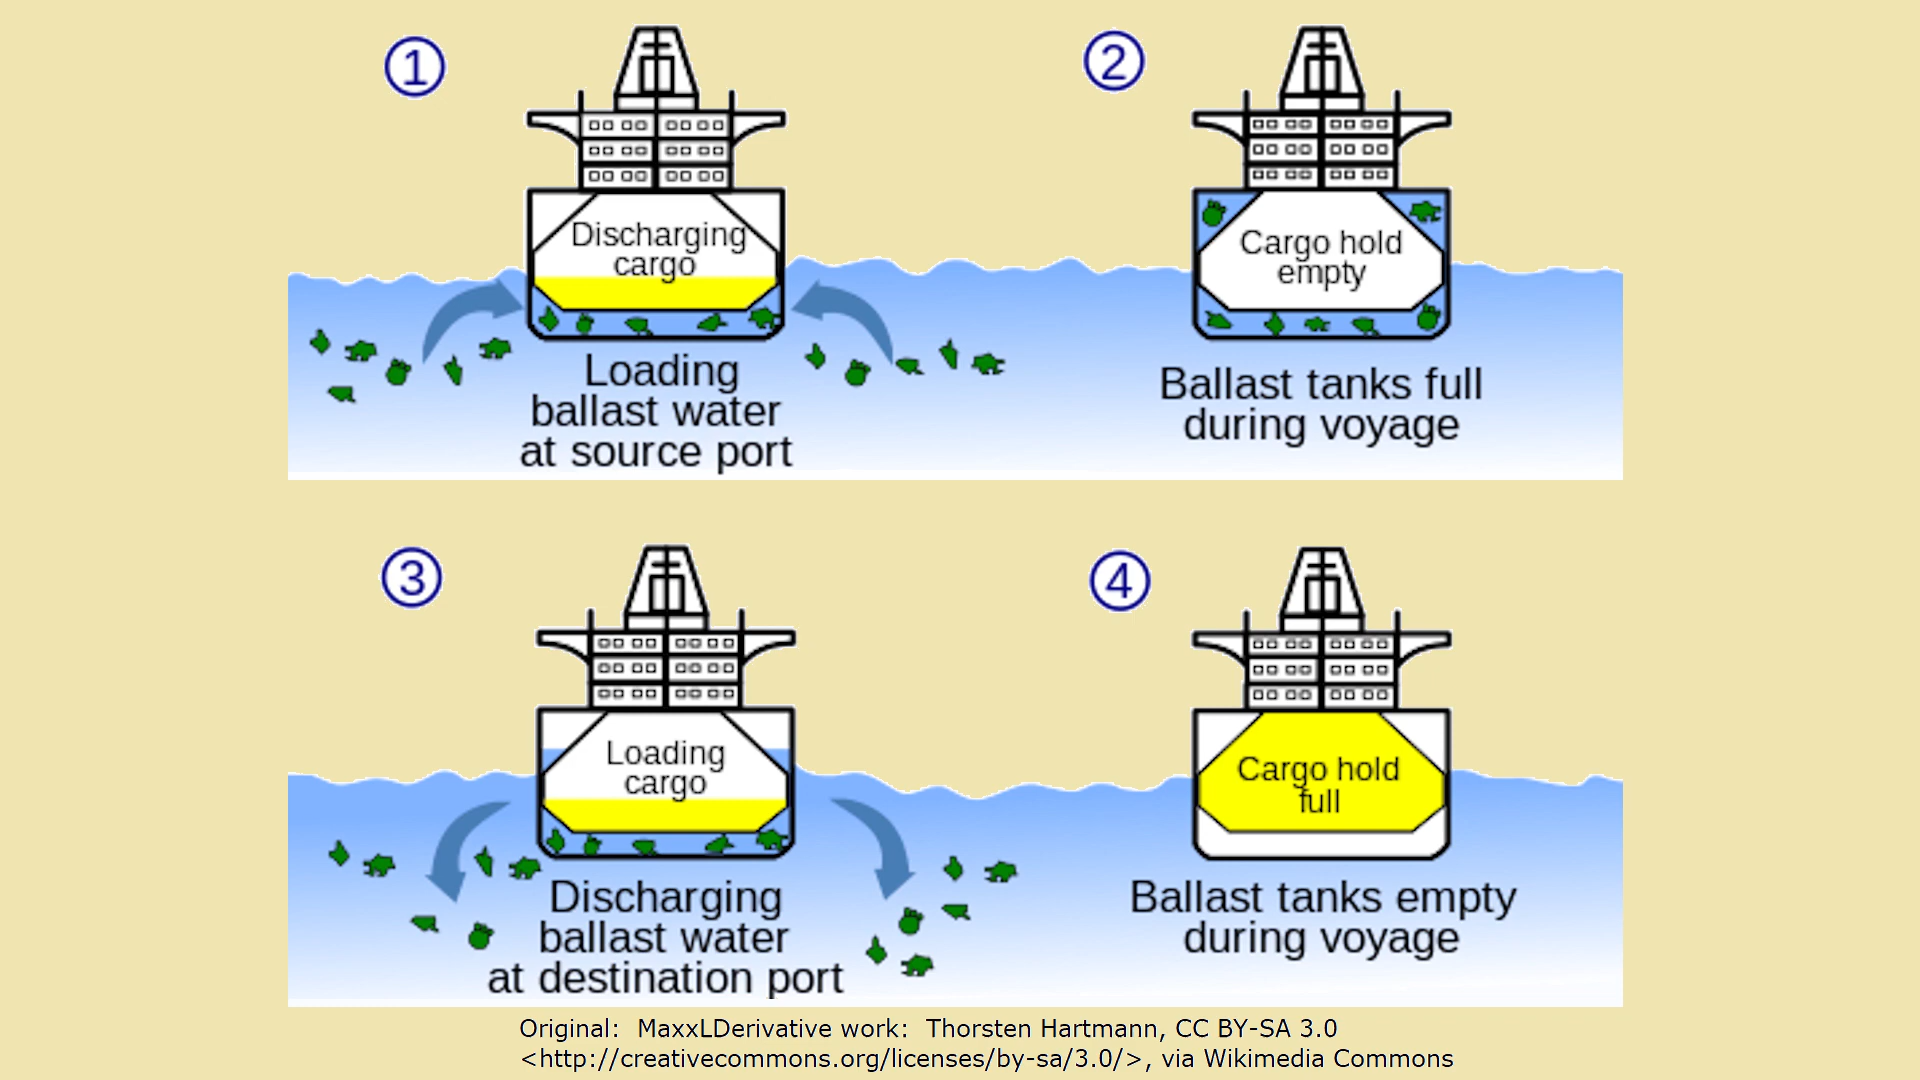 1
Discharging
cargo
Loading
ballast water
at source port
2
Cargo hold
empty
Ballast tanks full
during voyage
3
Loading
cargo
Discharging
ballast water
at destination port
4
Cargo hold
full
Ballast tanks empty
during voyage
Original:  MaxxLDerivative work:  Thorsten Hartmann, CC BY-SA 3.0
<http://creativecommons.org/licenses/by-sa/3.0/>, via Wikimedia Commons